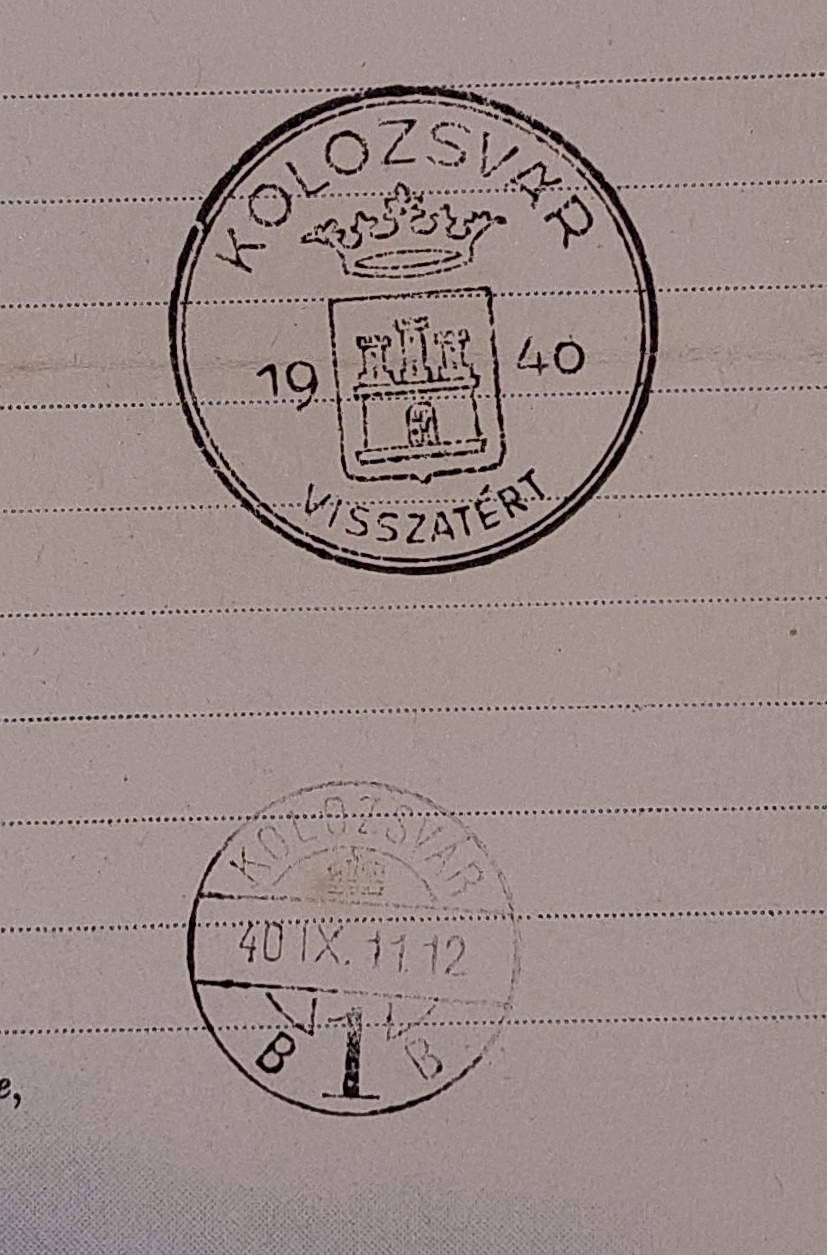 KOLOZSVÁR
19 40
VISSZATÉRT
KOLOZSVÁR
40 IX. 11. 12
B 1 B
e,